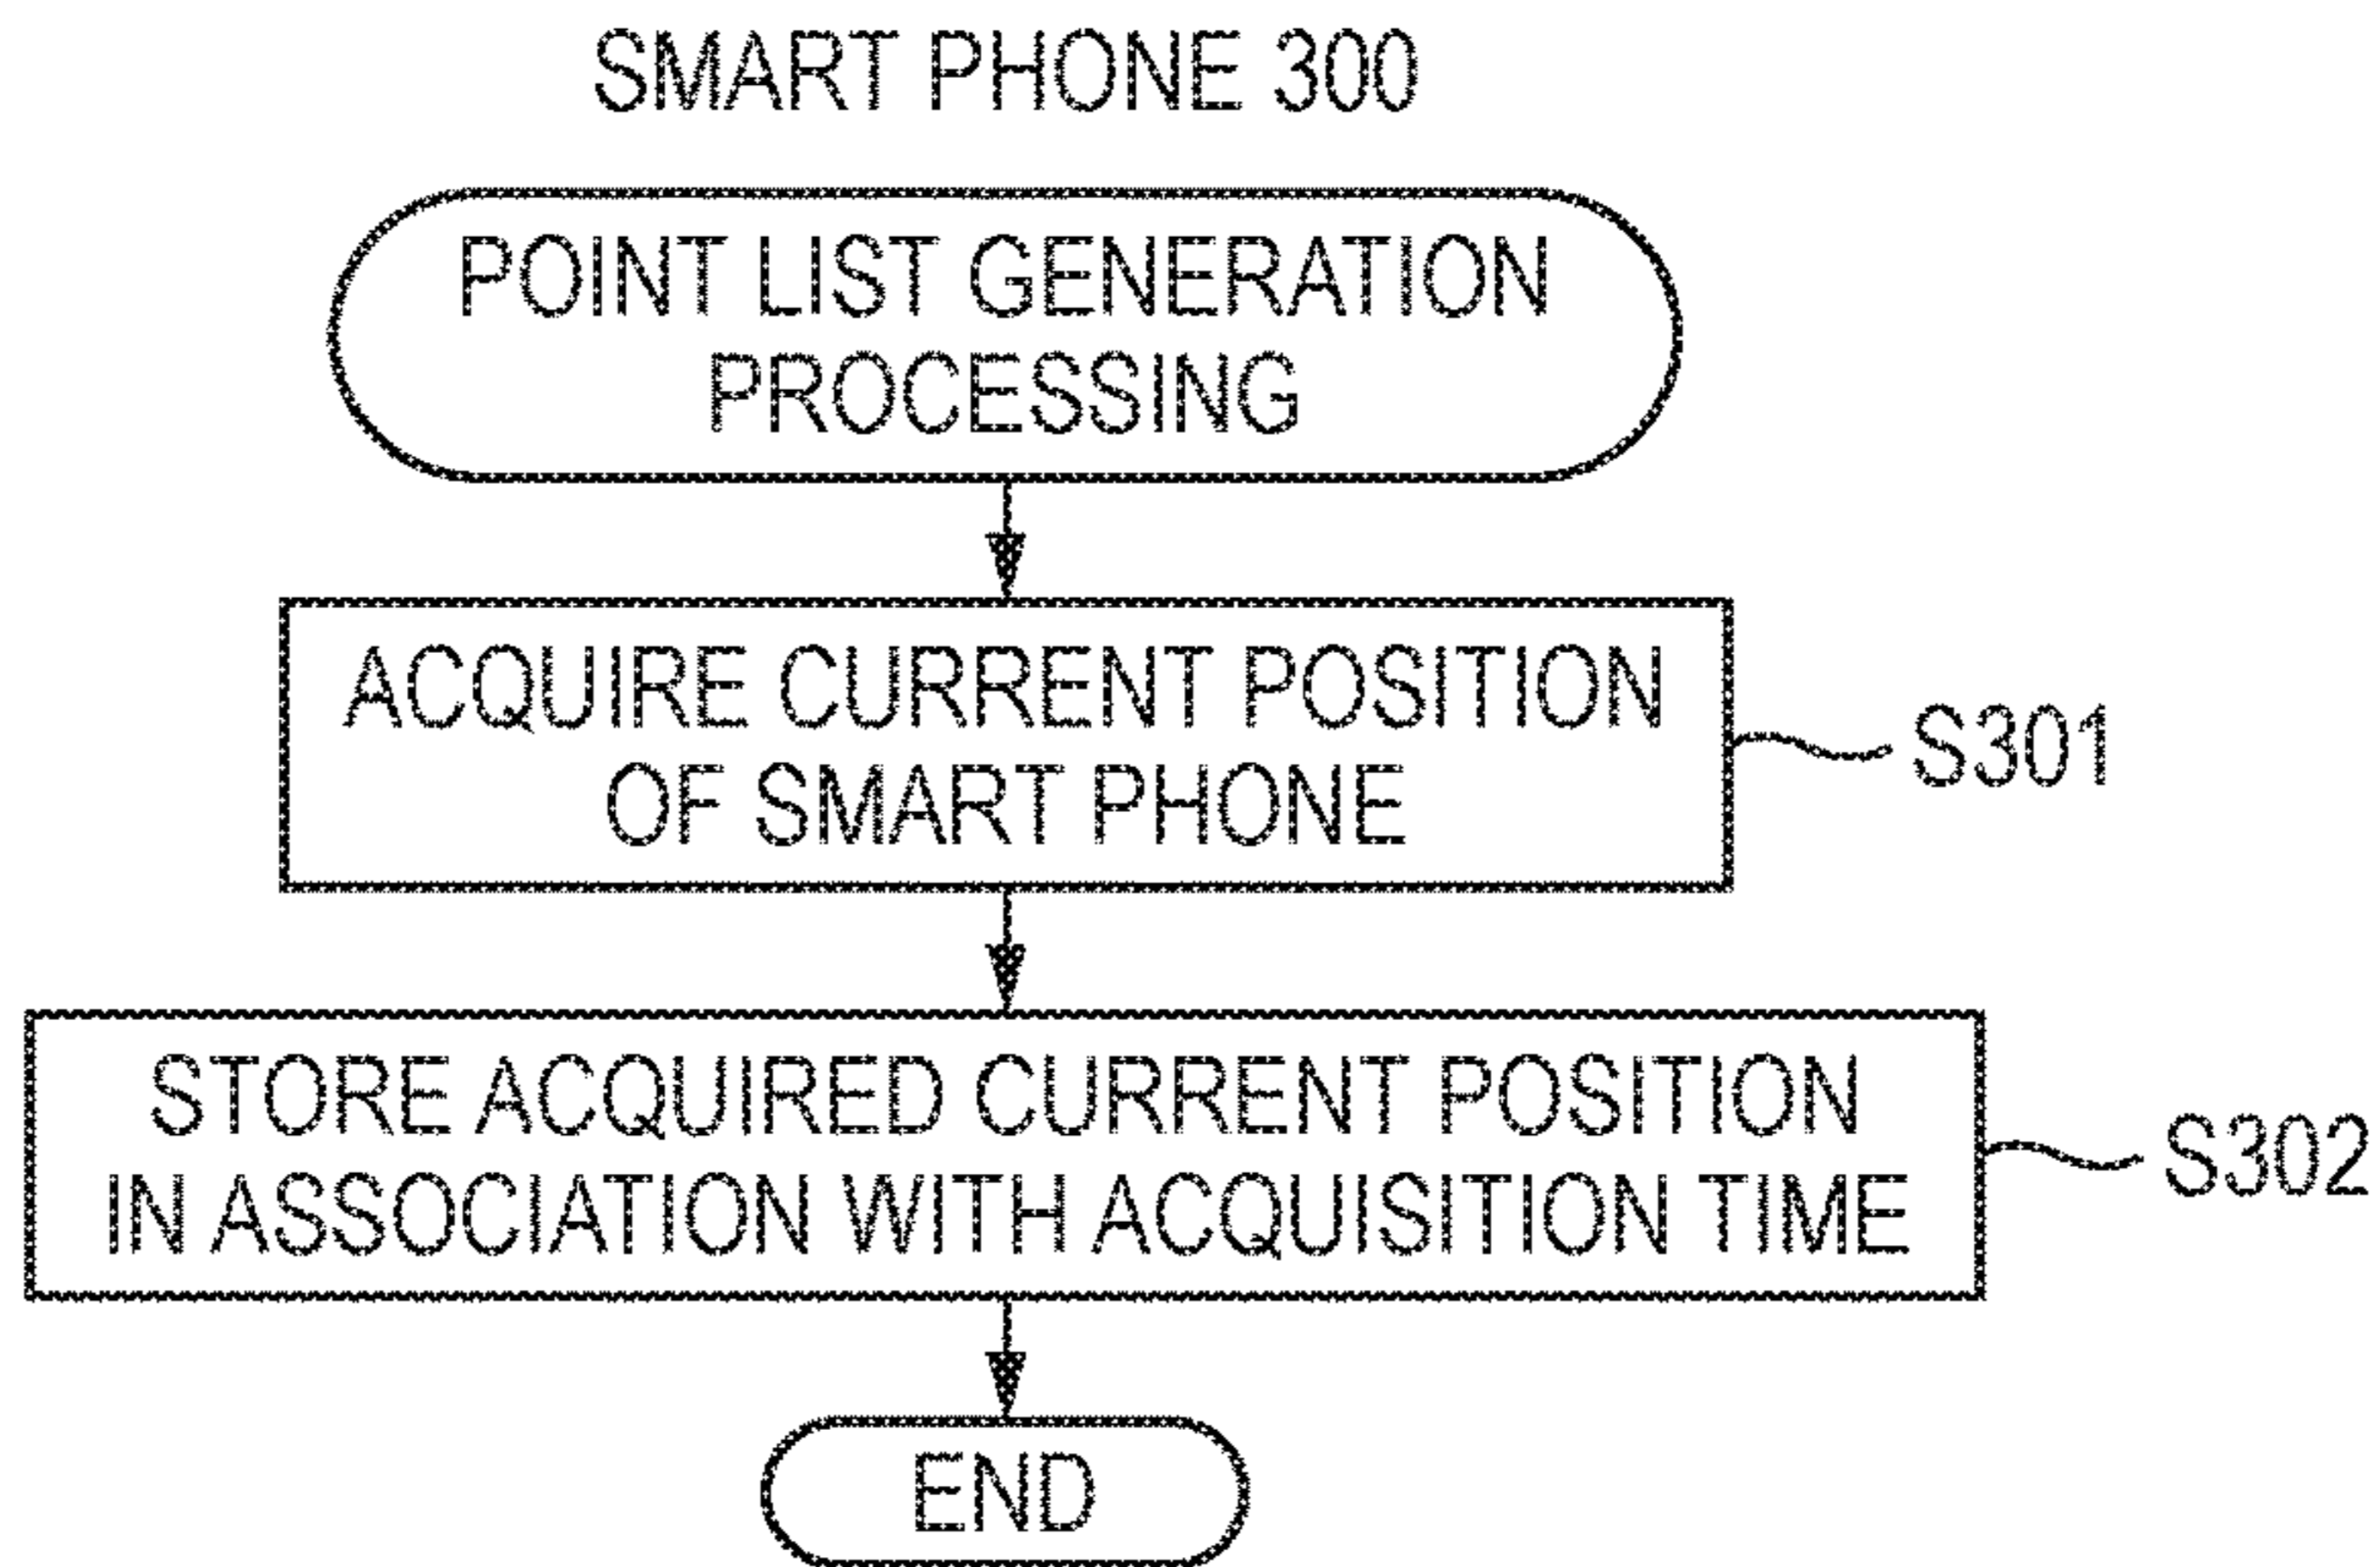 SMART PHONE 300
POINT LIST GENERATION
PROCESSING
ACQUIRE CURRENT POSITION
OF SMART PHONE
S301
STORE ACQUIRED CURRENT POSITION
IN ASSOCIATION WITH ACQUISITION TIME
S302
END